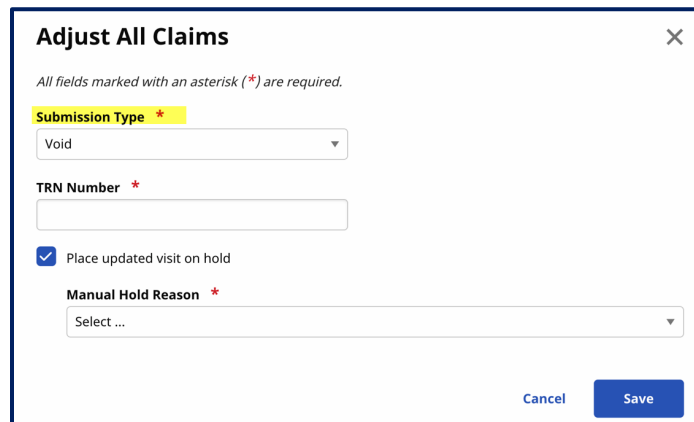 Adjust All Claims
All fields marked with an asterisk (*) are required.
Submission Type *
Void
TRN Number *
Place updated visit on hold
Manual Hold Reason *
Select ...
Cancel Save